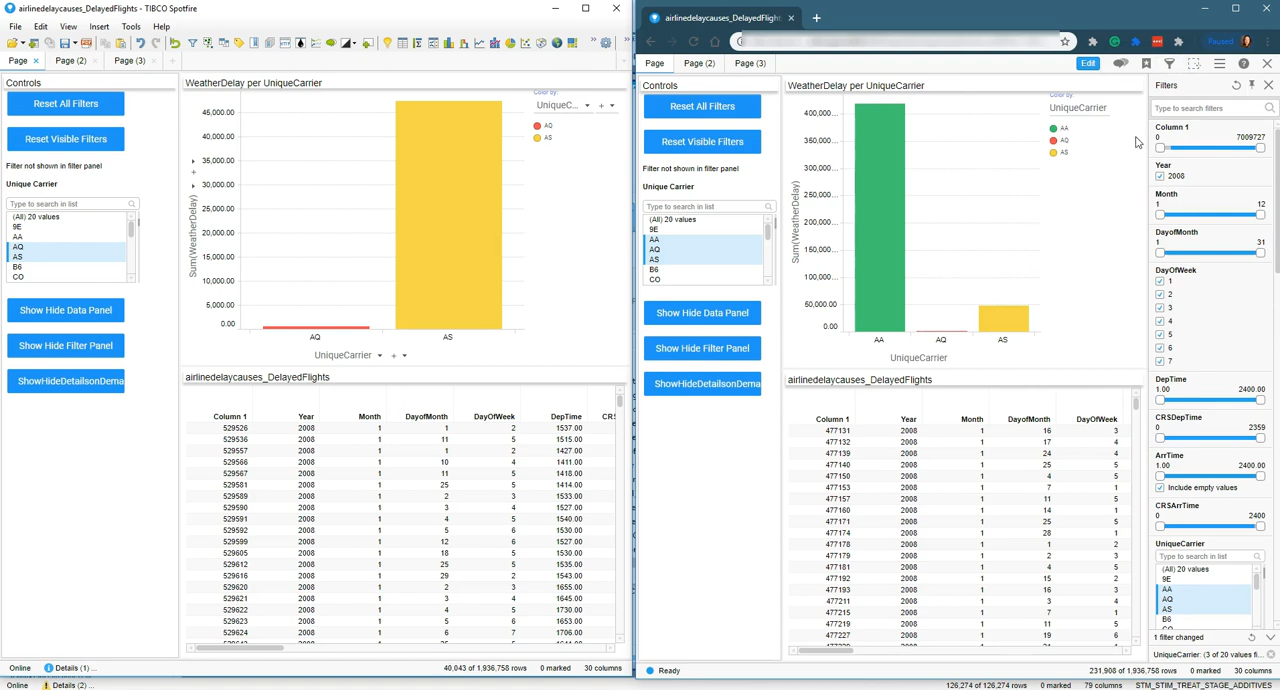 airlinedelaycauses_DelayedFlights - TIBCO Spotfire
File Edit View Insert Tools Help
Page Page (2) Page (3)
Controls
Reset All Filters
Reset Visible Filters
Filter not shown in filter panel
Unique Carrier
Type to search in list
(All) 20 values
9E
AA
AQ
AS
B6
CO
Show Hide Data Panel
Show Hide Filter Panel
ShowHideDetailsonDema
WeatherDelay per UniqueCarrier
Color by:
UniqueC...
AQ
AS
45,000.00
40,000.00
35,000.00
30,000.00
25,000.00
20,000.00
15,000.00
10,000.00
5,000.00
0.00
Sum(WeatherDelay)
AQ AS
UniqueCarrier
airlinedelaycauses_DelayedFlights
Column 1 Year Month DayofMonth DayOfWeek DepTime CRS
529526 2008 1 1 2 1537.00
529536 2008 1 11 5 1515.00
529557 2008 1 1 2 1427.00
529566 2008 1 10 4 1411.00
529567 2008 1 11 5 1418.00
529581 2008 1 25 5 1414.00
529589 2008 1 2 3 1533.00
529590 2008 1 3 4 1527.00
529591 2008 1 4 5 1540.00
529592 2008 1 5 6 1530.00
529599 2008 1 12 6 1527.00
529605 2008 1 18 5 1530.00
529612 2008 1 25 5 1535.00
529616 2008 1 29 2 1543.00
529620 2008 1 2 3 1655.00
529621 2008 1 3 4 1645.00
529622 2008 1 4 5 1730.00
529623 2008 1 5 6 1653.00
529624 2008 1 6 7 1706.00
Online Details (1) ... 40,043 of 1,936,758 rows 0 marked 30 columns
airlinedelaycauses_DelayedFlight
Paused
Page Page (2) Page (3) Edit
Controls
Reset All Filters
Reset Visible Filters
Filter not shown in filter panel
Unique Carrier
Type to search in list
(All) 20 values
9E
AA
AQ
AS
B6
CO
Show Hide Data Panel
Show Hide Filter Panel
ShowHideDetailsonDema
WeatherDelay per UniqueCarrier
Color by:
UniqueCarrier
AA
AQ
AS
400,000...
350,000...
300,000...
250,000...
200,000...
150,000...
100,000...
50,000.00
0.00
Sum(WeatherDelay)
AA AQ AS
UniqueCarrier
airlinedelaycauses_DelayedFlights
Column 1 Year Month DayofMonth DayOfWeek
477131 2008 1 16 3
477132 2008 1 17 4
477139 2008 1 24 4
477140 2008 1 25 5
477150 2008 1 4 5
477153 2008 1 7 1
477157 2008 1 11 5
477160 2008 1 14 1
477171 2008 1 25 5
477174 2008 1 28 1
477178 2008 1 1 2
477179 2008 1 2 3
477181 2008 1 4 5
477192 2008 1 15 2
477193 2008 1 16 3
477211 2008 1 3 4
477215 2008 1 7 1
477219 2008 1 11 5
477227 2008 1 19 6
Filters
Type to search filters
Column 1
0 7009727
Year
2008
Month
1 12
DayofMonth
1 31
DayOfWeek
1
2
3
4
5
6
7
DepTime
1.00 2400.00
CRSDepTime
0 2359
ArrTime
1.00 2400.00
Include empty values
CRSArrTime
0 2400
UniqueCarrier
Type to search in list
(All) 20 values
9E
AA
AQ
AS
B6
1 filter changed
UniqueCarrier: (3 of 20 values fi...
Ready 231,908 of 1,936,758 rows 0 marked 30 columns
Online Details (2) ... 126,274 of 126,274 rows 0 marked 79 columns STM_STIM_TREAT_STAGE_ADDITIVES